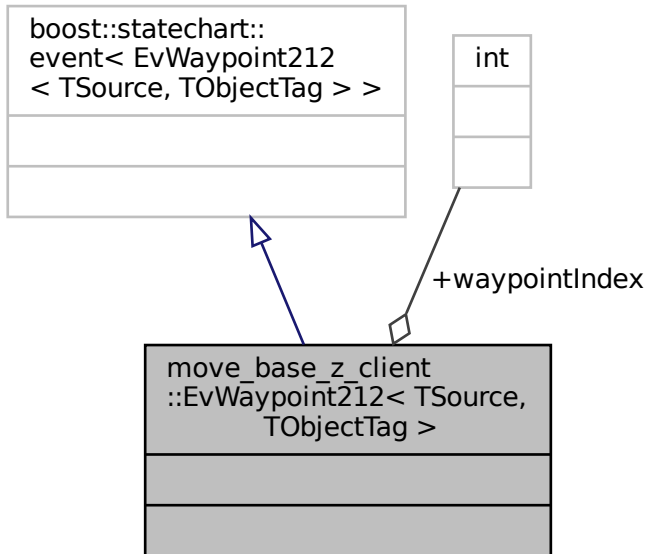 boost::statechart::
event< EvWaypoint212
< TSource, TObjectTag > >
int
+waypointIndex
move_base_z_client
::EvWaypoint212< TSource,
TObjectTag >